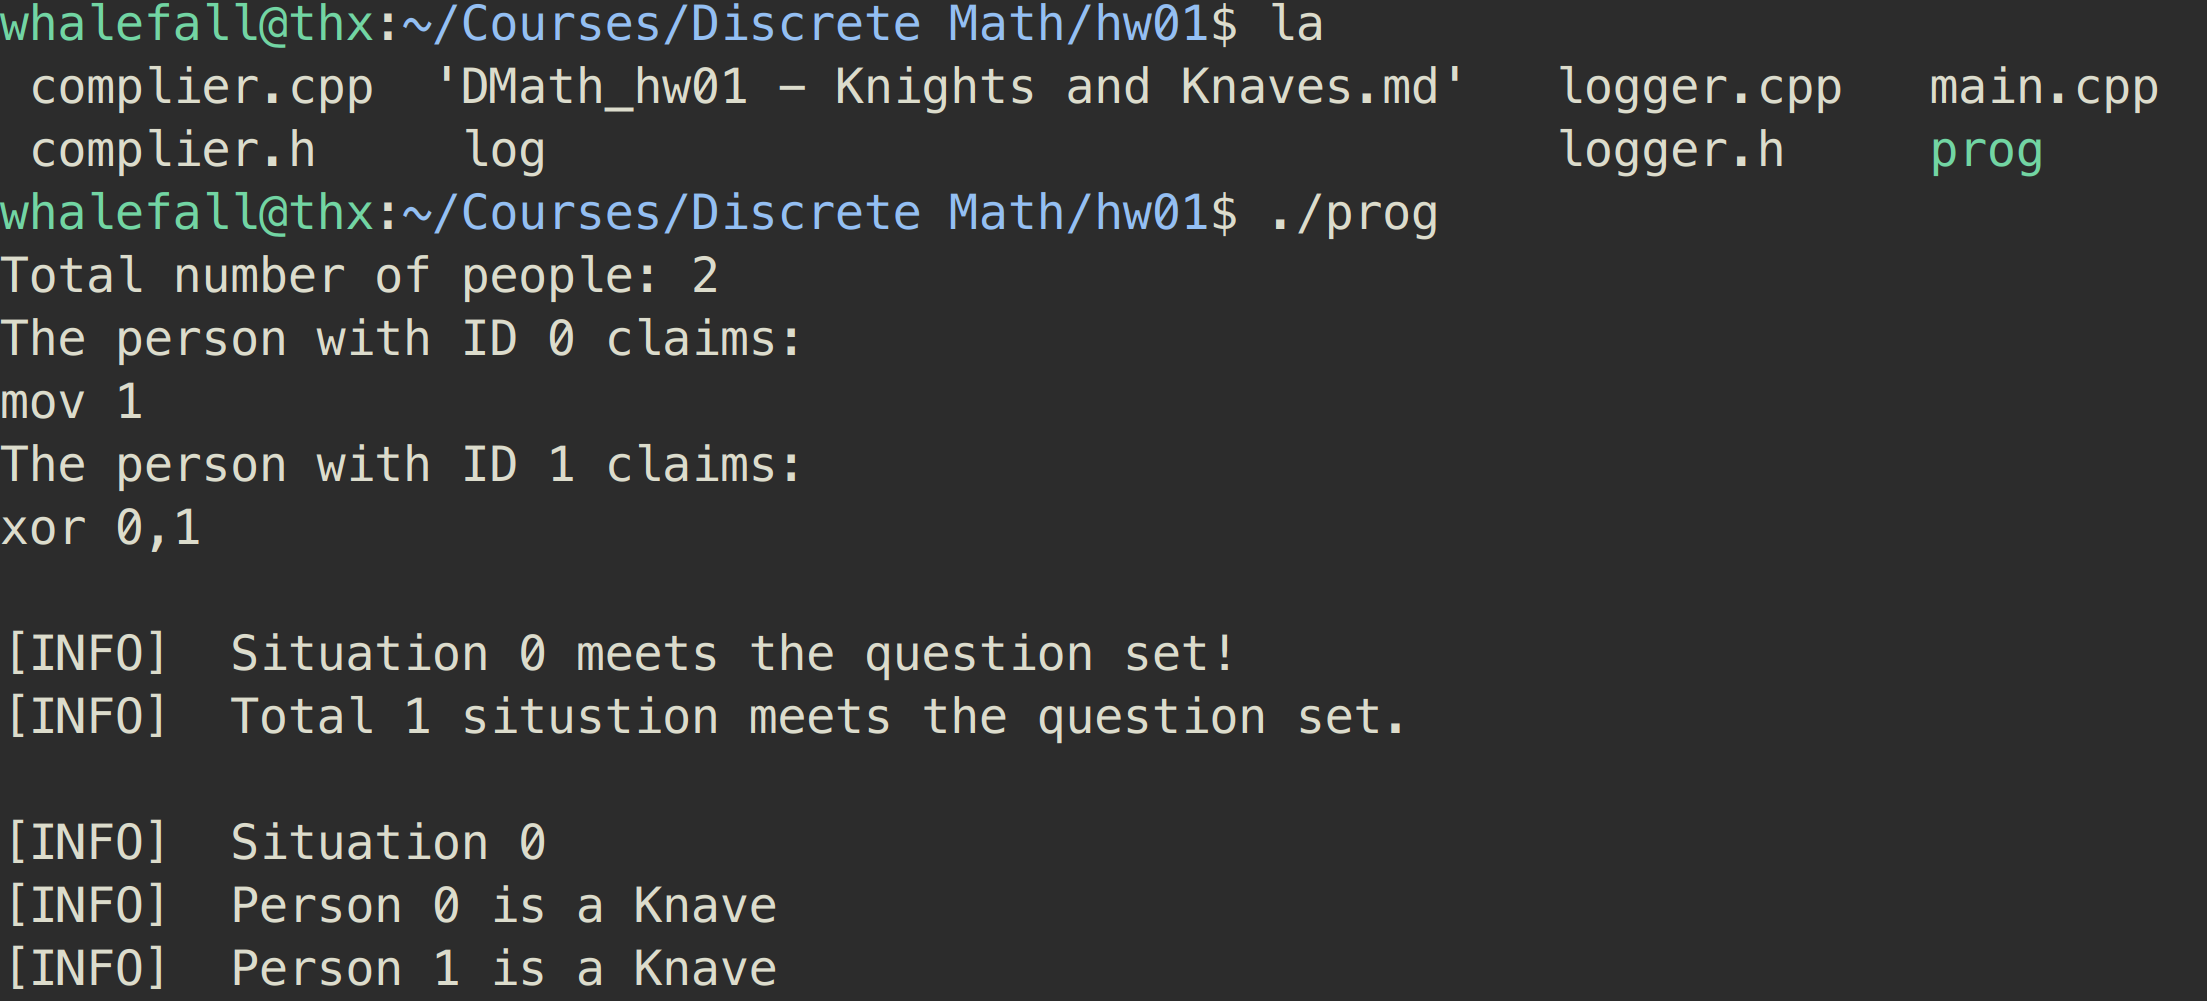 whalefall@thx:~/Courses/Discrete Math/hw01$ la
 complier.cpp  'DMath_hw01 - Knights and Knaves.md'   logger.cpp   main.cpp
 complier.h     log                                   logger.h     prog
whalefall@thx:~/Courses/Discrete Math/hw01$ ./prog
Total number of people: 2
The person with ID 0 claims:
mov 1
The person with ID 1 claims:
xor 0,1
[INFO]  Situation 0 meets the question set!
[INFO]  Total 1 situstion meets the question set.
[INFO]  Situation 0
[INFO]  Person 0 is a Knave
[INFO]  Person 1 is a Knave